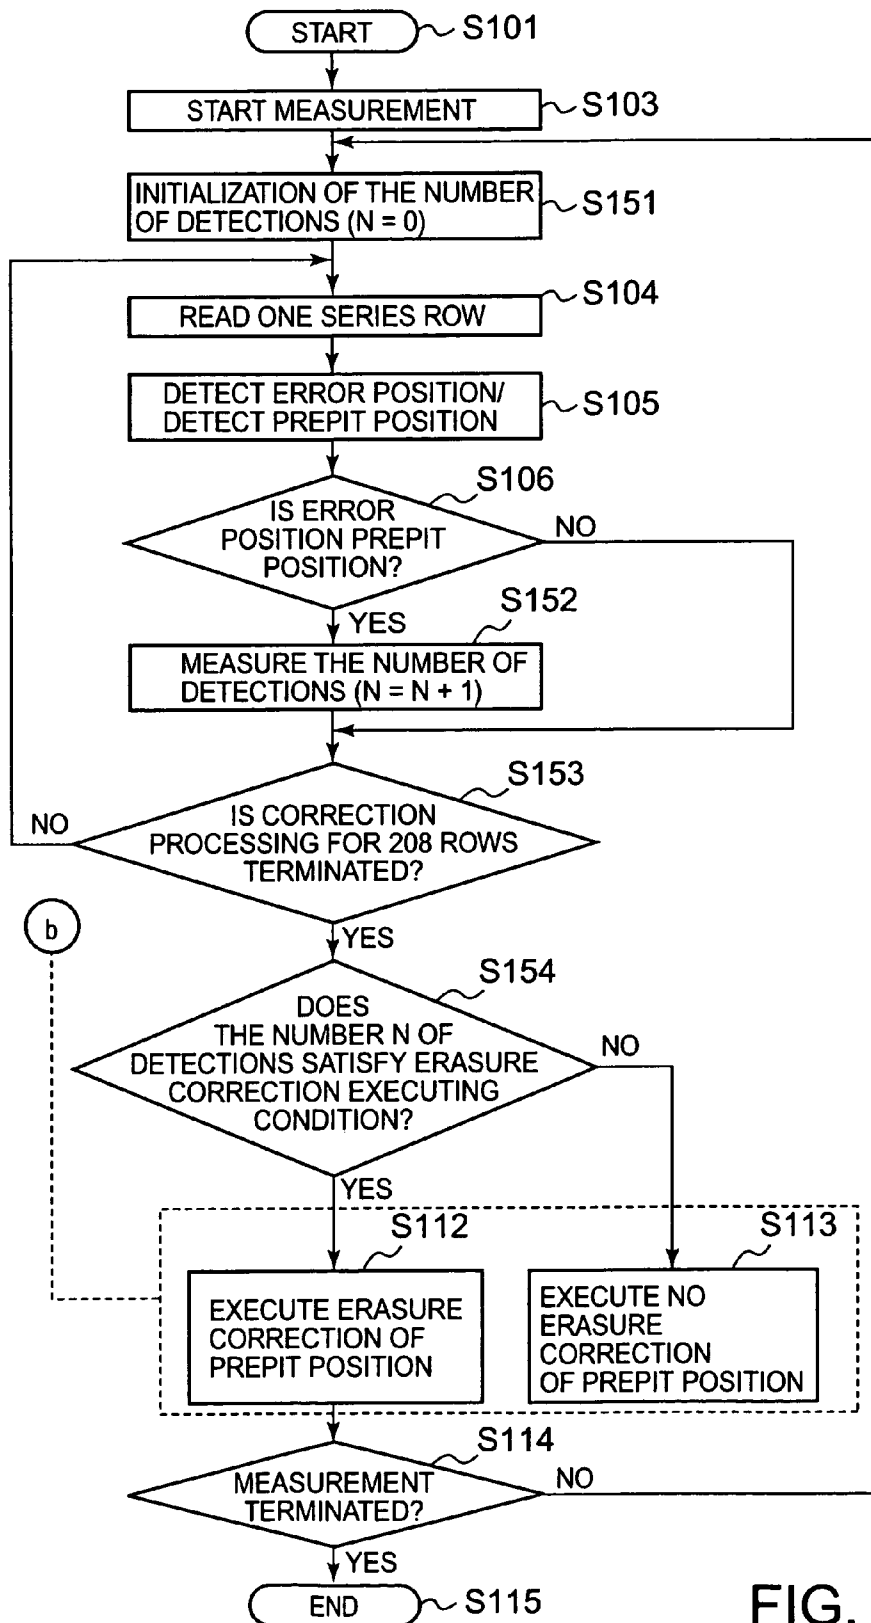 START
S101
START MEASUREMENT
S103
INITIALIZATION OF THE NUMBER
OF DETECTIONS (N = 0)
S151
S104
READ ONE SERIES ROW
DETECT ERROR POSITION/
DETECT PREPIT POSITION
S105
S106
IS ERROR
POSITION PREPIT
POSITION?
NO
YES
S152
MEASURE THE NUMBER OF
DETECTIONS (N = N + 1)
S153
IS CORRECTION
PROCESSING FOR 208 ROWS
TERMINATED?
NO
YES
b
S154
DOES
THE NUMBER N OF
DETECTIONS SATISFY ERASURE
CORRECTION EXECUTING
CONDITION?
NO
YES
S112
EXECUTE ERASURE
CORRECTION OF
PREPIT POSITION
S113
EXECUTE NO
ERASURE
CORRECTION
OF PREPIT POSITION
S114
MEASUREMENT
TERMINATED?
NO
YES
END
S115
FIG.